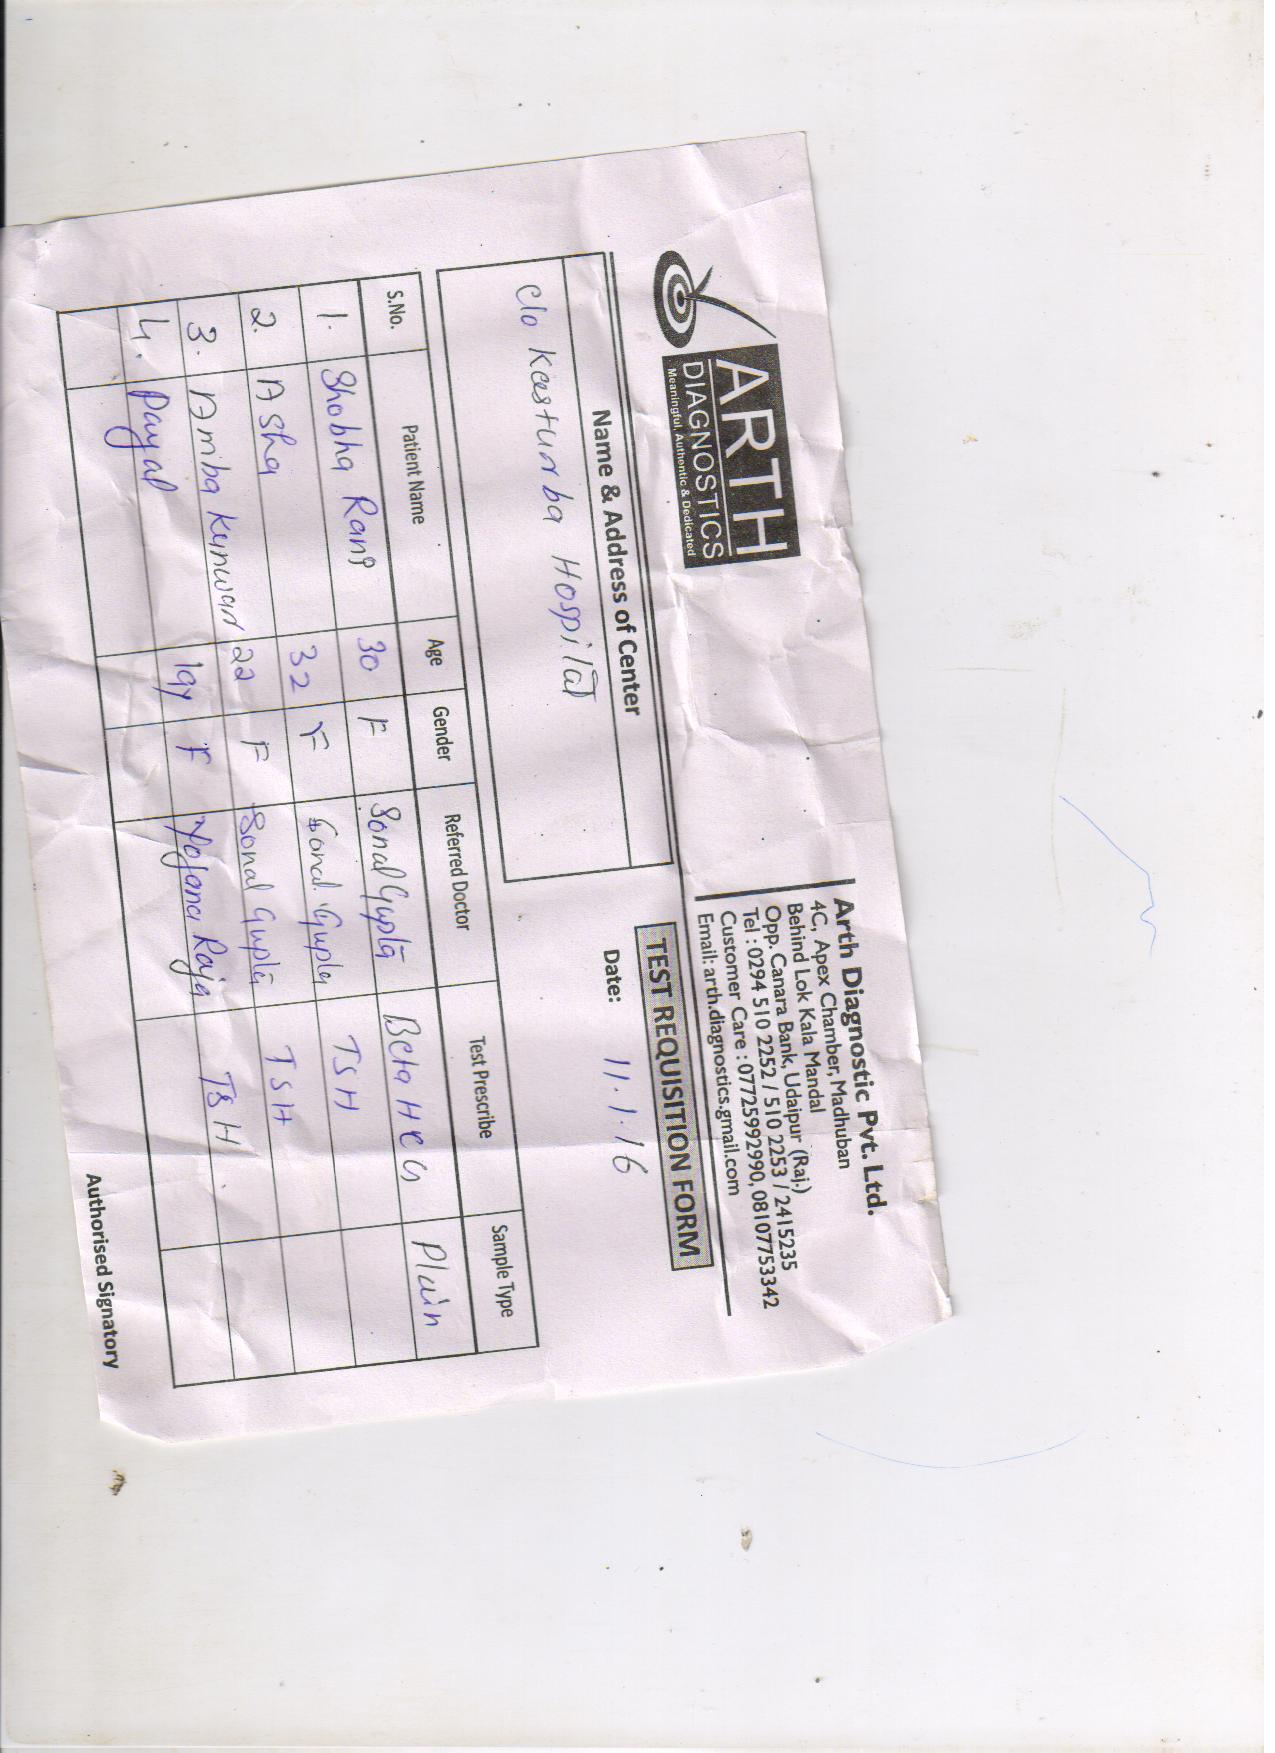 ARTH
DIAGNOSTICS
Meaningful, Authentic & Dedicated
Arth Diagnostic Pvt. Ltd.
4C, Apex Chamber, Madhuban
Behind Lok Kala Mandal
Opp. Canara Bank, Udaipur (Raj.)
Tel : 0294 510 2252 / 510 2253 / 2415235
Customer Care : 07725992990, 08107753342
Email: arth.diagnostics.gmail.com
TEST REQUISITION FORM
Name & Address of Center
Date: 11.1.16
C/o Kasturba Hospital
S.No. Patient Name Age Gender Referred Doctor Test Prescribe Sample Type
1. Shobha Rani 30 F Sonal Gupta Beta HCG Plain
2. Asha 32 F Sonal Gupta TSH
3. Amba Kunwar 22 F Sonal Gupta TSH
4. Payal 19y F Yojana Raja TSH
Authorised Signatory